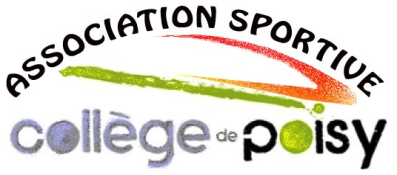 ASSOCIATION SPORTIVE
collège de poisy